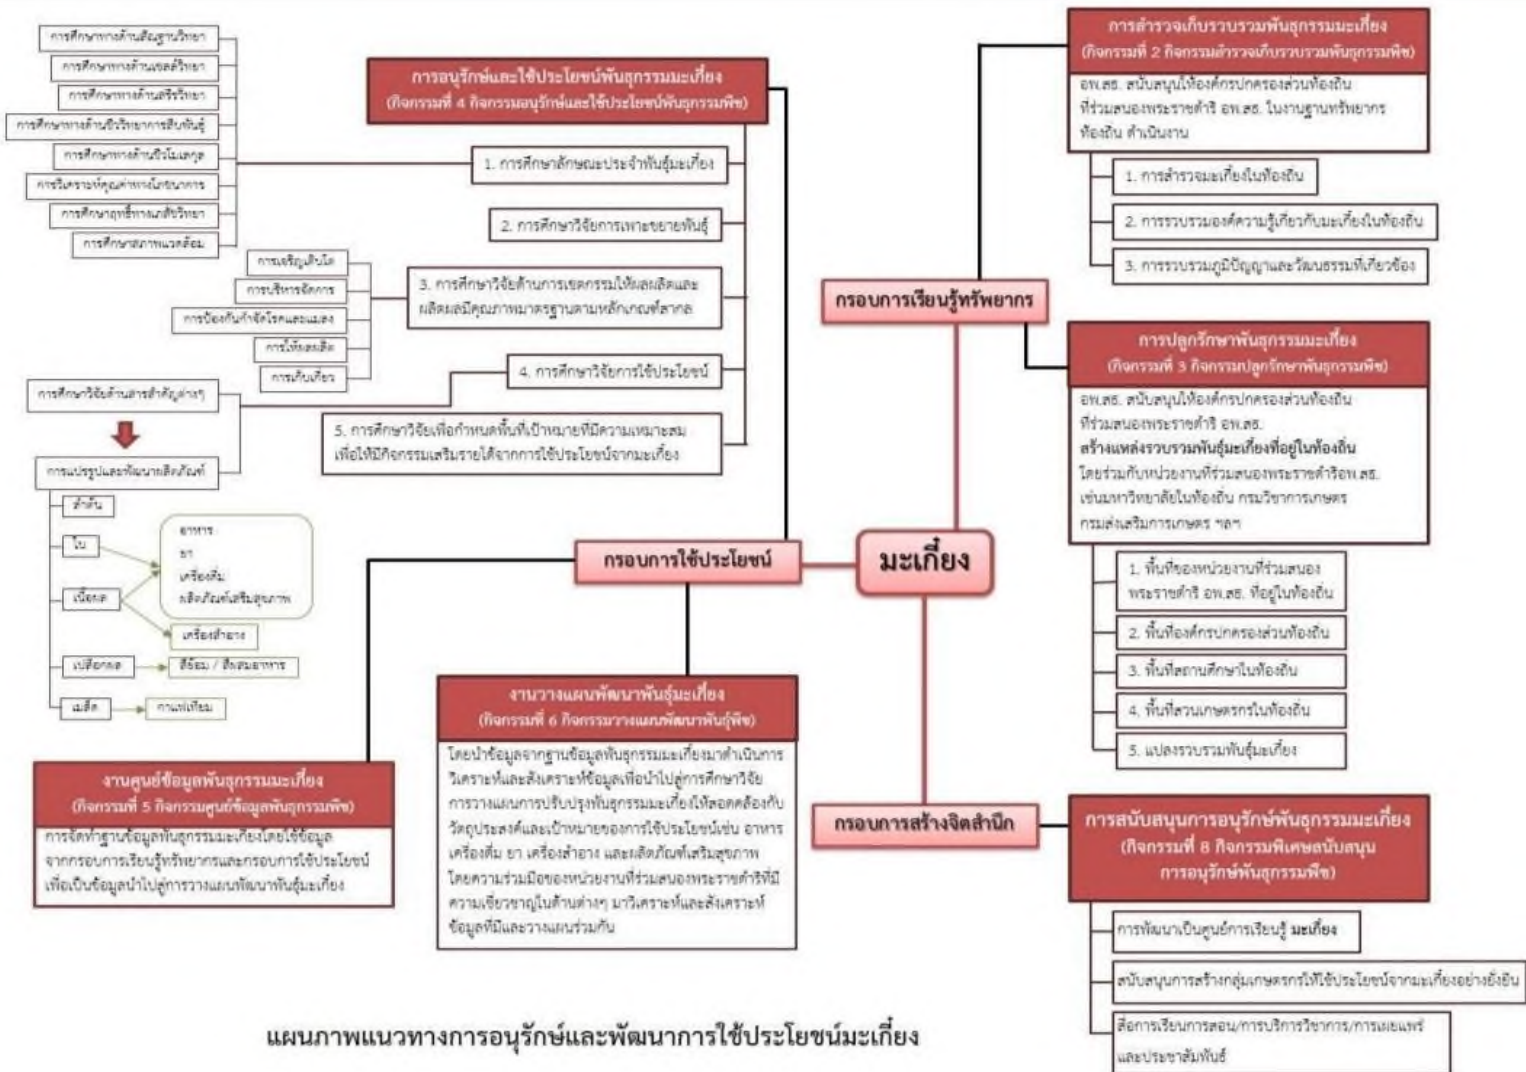 การศึกษาทางด้านสัณฐานวิทยา
การศึกษาทางด้านเซลล์วิทยา
การศึกษาทางด้านสรีรวิทยา
การศึกษาทางด้านชีววิทยาการสืบพันธุ์
การศึกษาทางด้านชีวโมเลกุล
การวิเคราะห์คุณค่าทางโภชนาการ
การศึกษาฤทธิ์ทางเภสัชวิทยา
การศึกษาสภาพแวดล้อม
การอนุรักษ์และใช้ประโยชน์พันธุกรรมมะเกี๋ยง
(กิจกรรมที่ 4 กิจกรรมอนุรักษ์และใช้ประโยชน์พันธุกรรมพืช)
1. การศึกษาลักษณะประจำพันธุ์มะเกี๋ยง
2. การศึกษาวิจัยการเพาะขยายพันธุ์
3. การศึกษาวิจัยด้านการเขตกรรมให้ผลผลิตและ
ผลิตผลมีคุณภาพมาตรฐานตามหลักเกณฑ์สากล
4. การศึกษาวิจัยการใช้ประโยชน์
5. การศึกษาวิจัยเพื่อกำหนดพื้นที่เป้าหมายที่มีความเหมาะสม
เพื่อให้มีกิจกรรมเสริมรายได้จากการใช้ประโยชน์จากมะเกี๋ยง
การเจริญเติบโต
การบริหารจัดการ
การป้องกันกำจัดโรคและแมลง
การให้ผลผลิต
การเก็บเกี่ยว
การศึกษาวิจัยด้านสารสำคัญต่างๆ
การแปรรูปและพัฒนาผลิตภัณฑ์
ลำต้น
ใบ
เนื้อผล
เปลือกผล
เมล็ด
อาหาร
ยา
เครื่องดื่ม
ผลิตภัณฑ์เสริมสุขภาพ
เครื่องสำอาง
สีย้อม / สีผสมอาหาร
กาแฟเทียม
กรอบการใช้ประโยชน์
มะเกี๋ยง
งานศูนย์ข้อมูลพันธุกรรมมะเกี๋ยง
(กิจกรรมที่ 5 กิจกรรมศูนย์ข้อมูลพันธุกรรมพืช)
การจัดทำฐานข้อมูลพันธุกรรมมะเกี๋ยงโดยใช้ข้อมูล
จากกรอบการเรียนรู้ทรัพยากรและกรอบการใช้ประโยชน์
เพื่อเป็นข้อมูลนำไปสู่การวางแผนพัฒนาพันธุ์มะเกี๋ยง
งานวางแผนพัฒนาพันธุ์มะเกี๋ยง
(กิจกรรมที่ 6 กิจกรรมวางแผนพัฒนาพันธุ์พืช)
โดยนำข้อมูลจากฐานข้อมูลพันธุกรรมมะเกี๋ยงมาดำเนินการ
วิเคราะห์และสังเคราะห์ข้อมูลเพื่อนำไปสู่การศึกษาวิจัย
การวางแผนการปรับปรุงพันธุกรรมมะเกี๋ยงให้สอดคล้องกับ
วัตถุประสงค์และเป้าหมายของการใช้ประโยชน์เช่น อาหาร
เครื่องดื่ม ยา เครื่องสำอาง และผลิตภัณฑ์เสริมสุขภาพ
โดยความร่วมมือของหน่วยงานที่ร่วมสนองพระราชดำริที่มี
ความเชี่ยวชาญในด้านต่างๆ มาวิเคราะห์และสังเคราะห์
ข้อมูลที่มีและวางแผนร่วมกัน
การสำรวจเก็บรวบรวมพันธุกรรมมะเกี๋ยง
(กิจกรรมที่ 2 กิจกรรมสำรวจเก็บรวบรวมพันธุกรรมพืช)
อพ.สธ. สนับสนุนให้องค์กรปกครองส่วนท้องถิ่น
ที่ร่วมสนองพระราชดำริ อพ.สธ. ในงานฐานทรัพยากร
ท้องถิ่น ดำเนินงาน
1. การสำรวจมะเกี๋ยงในท้องถิ่น
2. การรวบรวมองค์ความรู้เกี่ยวกับมะเกี๋ยงในท้องถิ่น
3. การรวบรวมภูมิปัญญาและวัฒนธรรมที่เกี่ยวข้อง
กรอบการเรียนรู้ทรัพยากร
การปลูกรักษาพันธุกรรมมะเกี๋ยง
(กิจกรรมที่ 3 กิจกรรมปลูกรักษาพันธุกรรมพืช)
อพ.สธ. สนับสนุนให้องค์กรปกครองส่วนท้องถิ่น
ที่ร่วมสนองพระราชดำริ อพ.สธ.
สร้างแหล่งรวบรวมพันธุ์มะเกี๋ยงที่อยู่ในท้องถิ่น
โดยร่วมกับหน่วยงานที่ร่วมสนองพระราชดำริอพ.สธ.
เช่นมหาวิทยาลัยในท้องถิ่น กรมวิชาการเกษตร
กรมส่งเสริมการเกษตร ฯลฯ
1. พื้นที่ของหน่วยงานที่ร่วมสนอง
พระราชดำริ อพ.สธ. ที่อยู่ในท้องถิ่น
2. พื้นที่องค์กรปกครองส่วนท้องถิ่น
3. พื้นที่สถานศึกษาในท้องถิ่น
4. พื้นที่สวนเกษตรกรในท้องถิ่น
5. แปลงรวบรวมพันธุ์มะเกี๋ยง
กรอบการสร้างจิตสำนึก
การสนับสนุนการอนุรักษ์พันธุกรรมมะเกี๋ยง
(กิจกรรมที่ 8 กิจกรรมพิเศษสนับสนุน
การอนุรักษ์พันธุกรรมพืช)
การพัฒนาเป็นศูนย์การเรียนรู้ มะเกี๋ยง
สนับสนุนการสร้างกลุ่มเกษตรกรให้ใช้ประโยชน์จากมะเกี๋ยงอย่างยั่งยืน
สื่อการเรียนการสอน/การบริการวิชาการ/การเผยแพร่
และประชาสัมพันธ์
แผนภาพแนวทางการอนุรักษ์และพัฒนาการใช้ประโยชน์มะเกี๋ยง